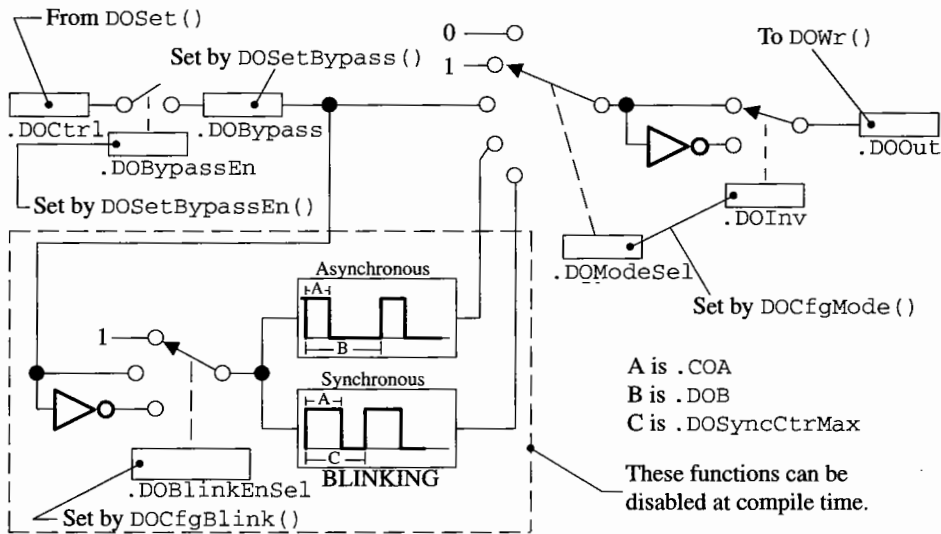 From DOSet()
Set by DOSetBypass()
0
1
To DOWr()
.DOCtrl
.DOBypass
.DOOut
.DOBypassEn
Set by DOSetBypassEn()
.DOInv
.DOModeSel
Set by DOCfgMode()
Asynchronous
A
B
1
Synchronous
A
C
BLINKING
.DOBlinkEnSel
Set by DOCfgBlink()
A is .COA
B is .DOB
C is .DOSyncCtrMax
These functions can be
disabled at compile time.